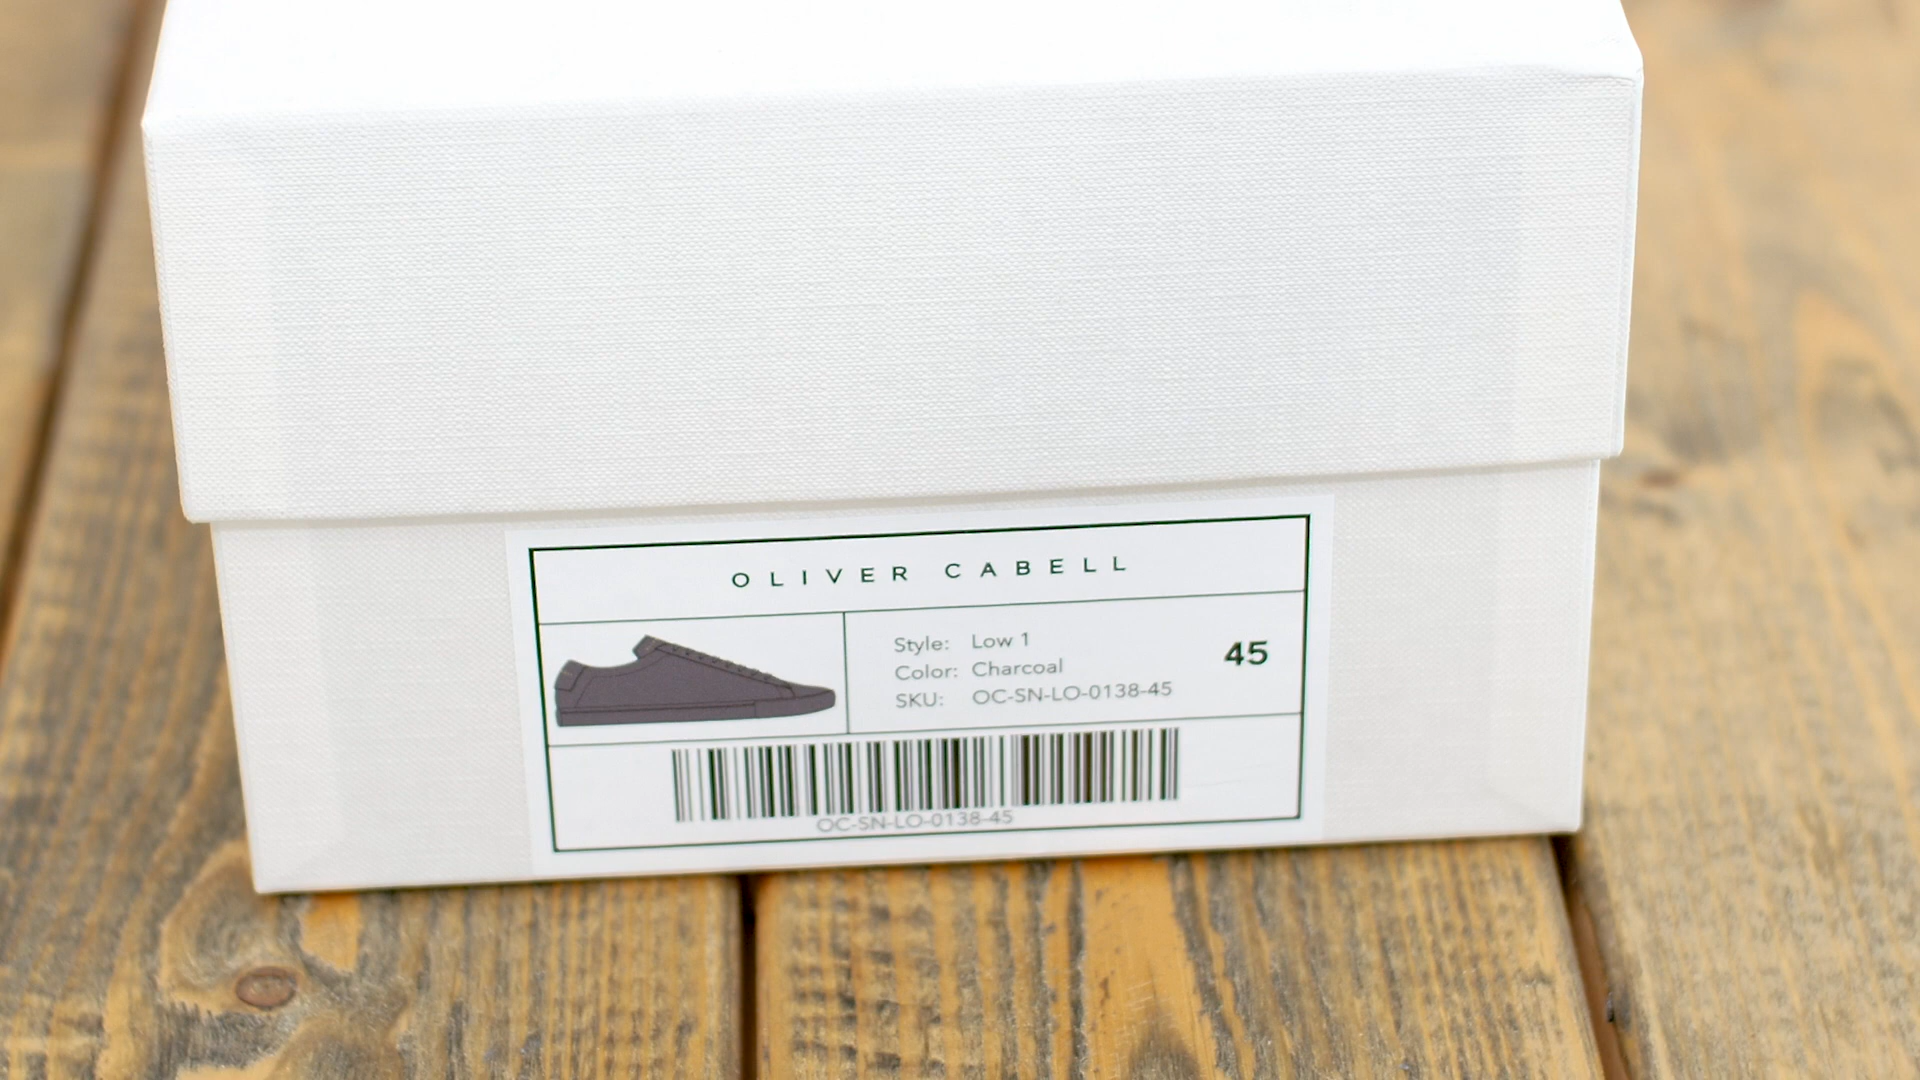 OLIVER CABELL
Style: Low 1
Color: Charcoal
SKU: OC-SN-LO-0138-45
45
OC-SN-LO-0138-45